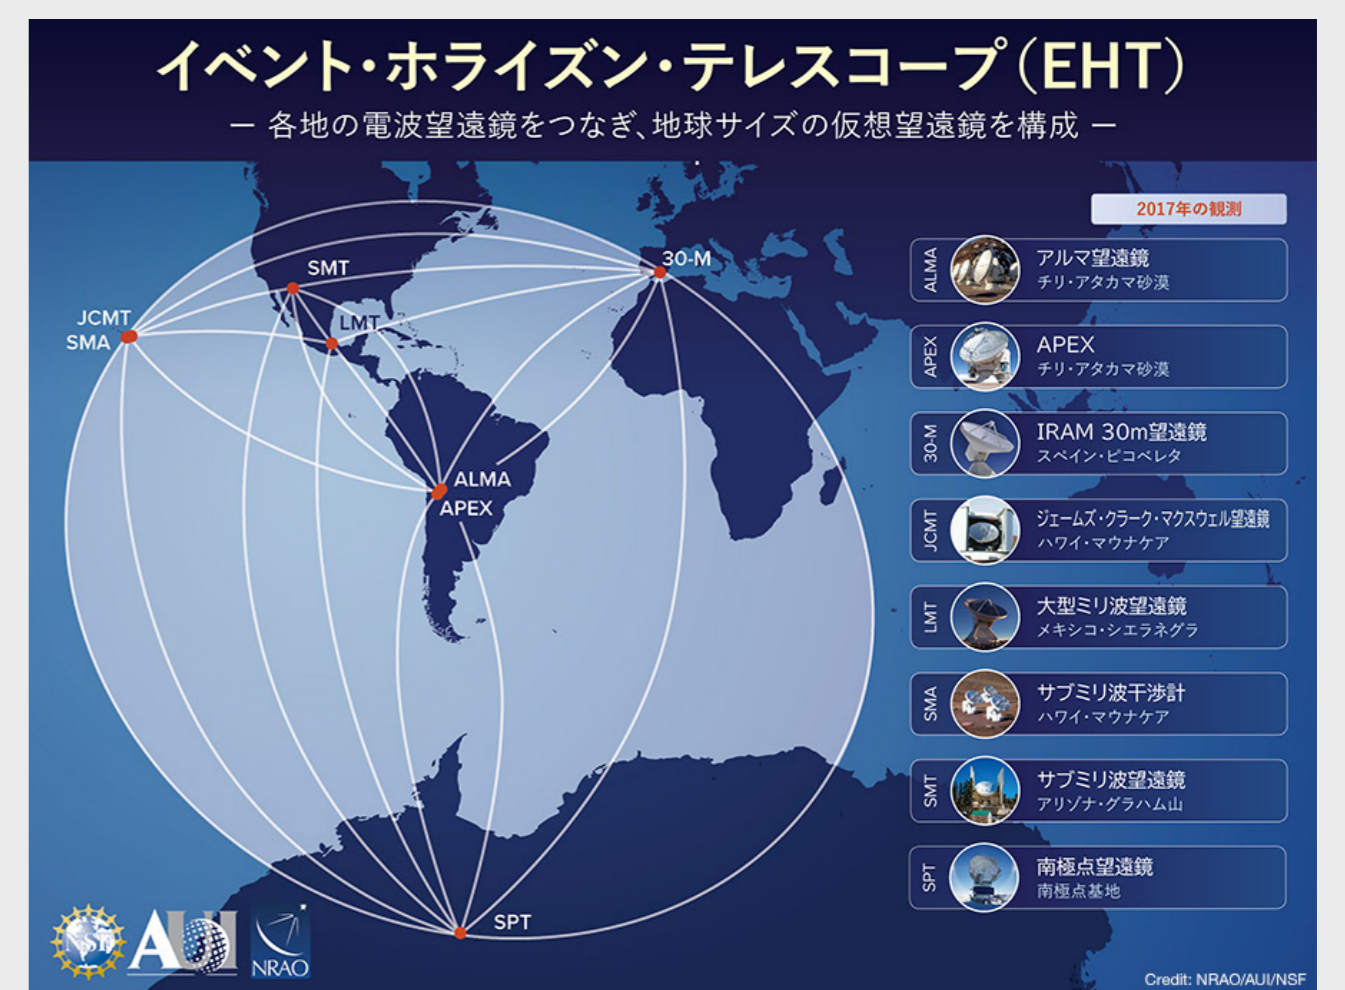 イベント・ホライズン・テレスコープ（EHT）
― 各地の電波望遠鏡をつなぎ、地球サイズの仮想望遠鏡を構成 ―
2017年の観測
SMT
30-M
JCMT
SMA
LMT
ALMA
APEX
SPT
ALMA
アルマ望遠鏡
チリ・アタカマ砂漠
APEX
APEX
チリ・アタカマ砂漠
30-M
IRAM 30m望遠鏡
スペイン・ピコベレタ
JCMT
ジェームズ・クラーク・マクスウェル望遠鏡
ハワイ・マウナケア
LMT
大型ミリ波望遠鏡
メキシコ・シエラネグラ
SMA
サブミリ波干渉計
ハワイ・マウナケア
SMT
サブミリ波望遠鏡
アリゾナ・グラハム山
SPT
南極点望遠鏡
南極点基地
NSF
AUI
NRAO
Credit: NRAO/AUI/NSF